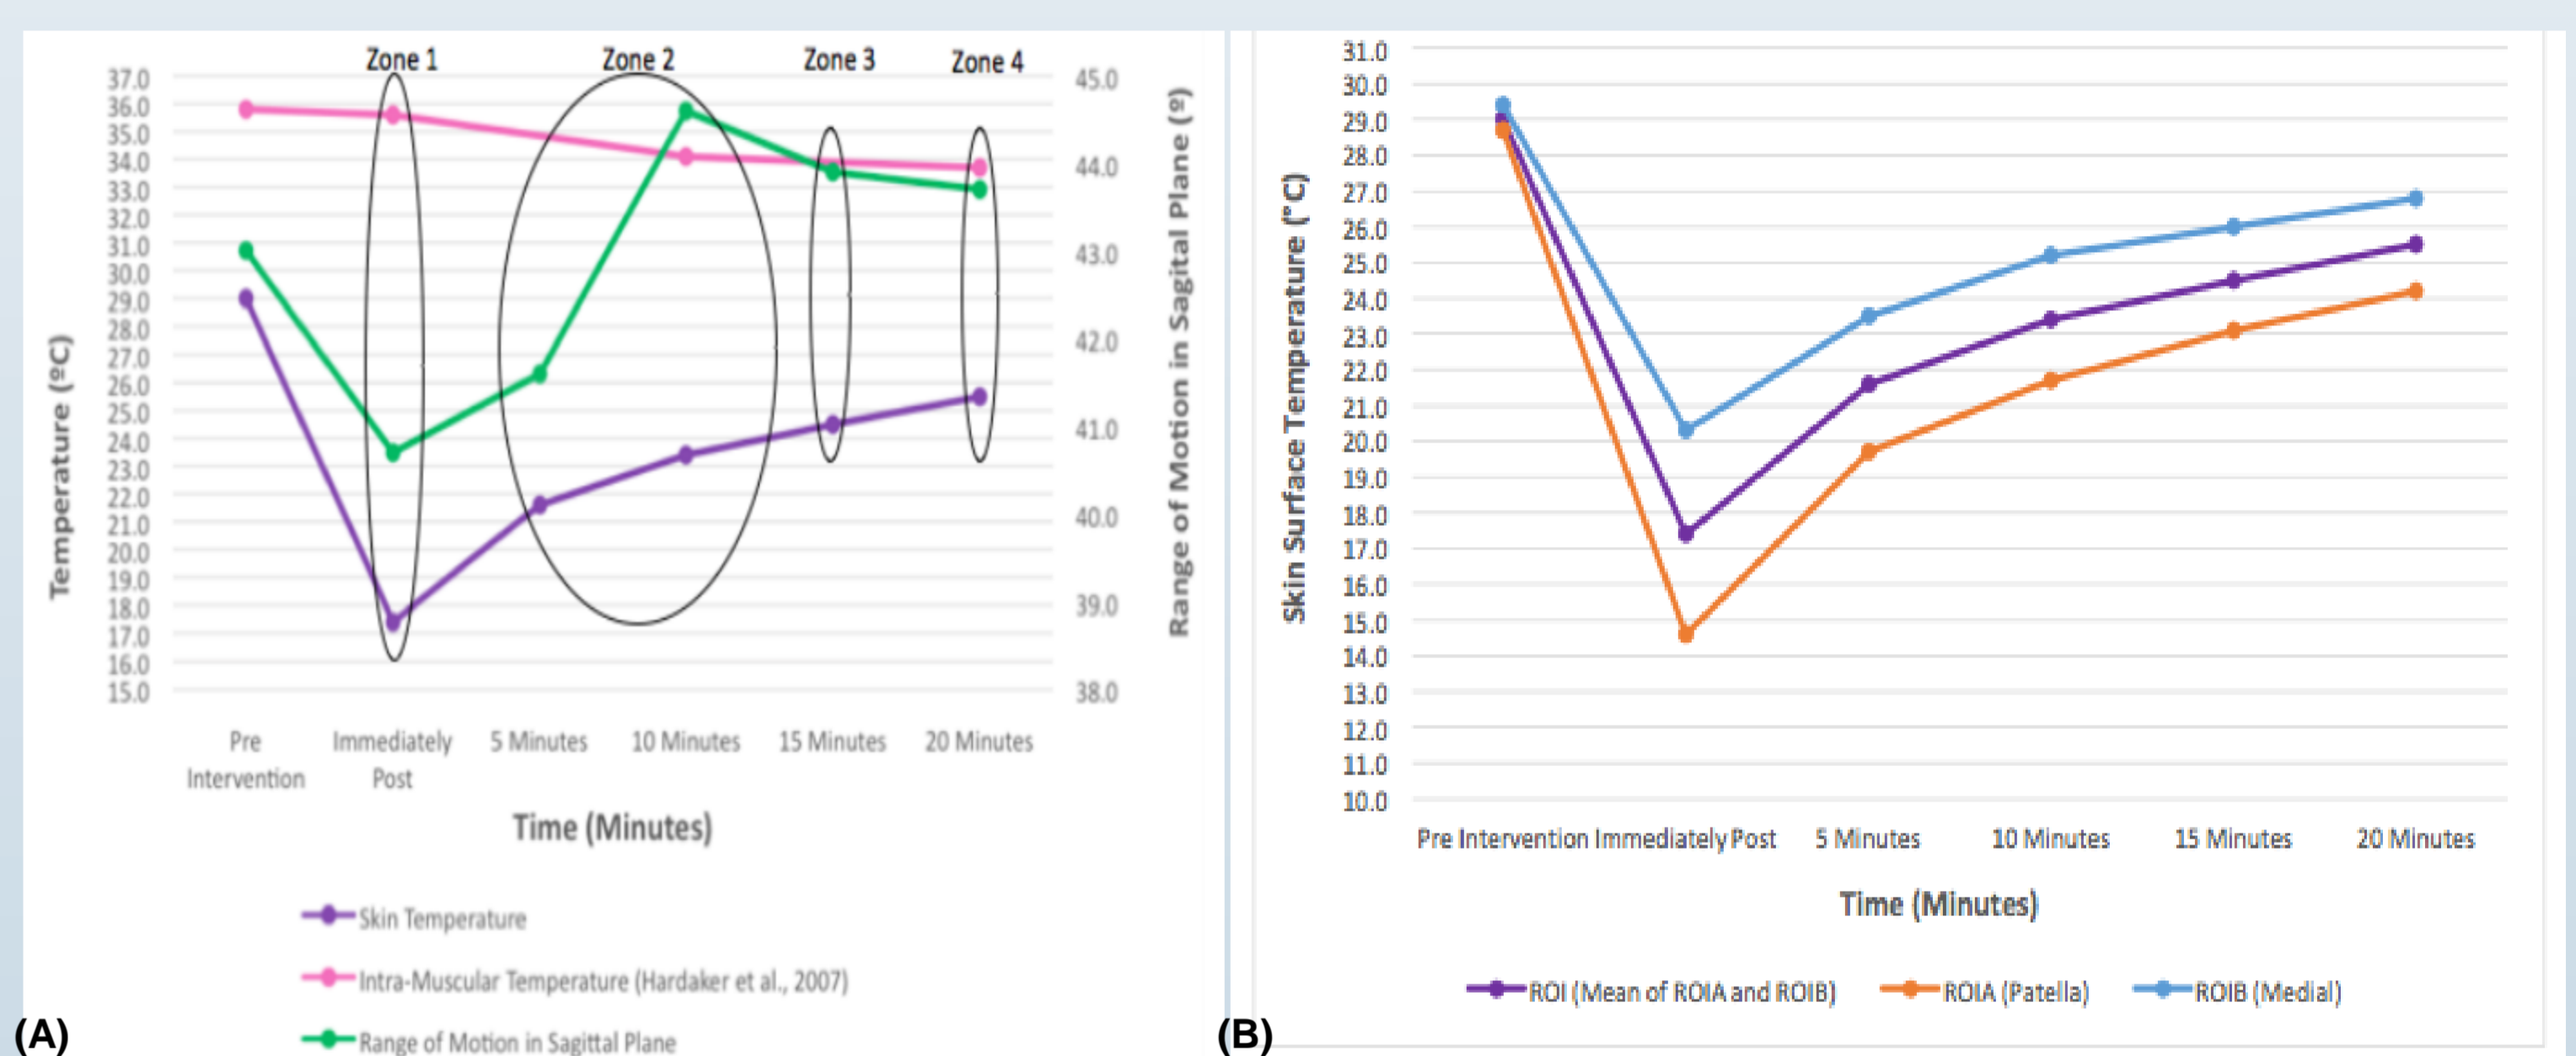 Zone 1
Zone 2
Zone 3
Zone 4
37.0
36.0
35.0
34.0
33.0
32.0
31.0
30.0
29.0
28.0
27.0
26.0
25.0
24.0
23.0
22.0
21.0
20.0
19.0
18.0
17.0
16.0
15.0
Temperature (ºC)
45.0
44.0
43.0
42.0
41.0
40.0
39.0
38.0
Range of Motion in Sagital Plane (º)
Pre
Intervention
Immediately
Post
5 Minutes
10 Minutes
15 Minutes
20 Minutes
Time (Minutes)
Skin Temperature
Intra-Muscular Temperature (Hardaker et al., 2007)
Range of Motion in Sagittal Plane
(A)
31.0
30.0
29.0
28.0
27.0
26.0
25.0
24.0
23.0
22.0
21.0
20.0
19.0
18.0
17.0
16.0
15.0
14.0
13.0
12.0
11.0
10.0
Skin Surface Temperature (°C)
Pre Intervention
Immediately Post
5 Minutes
10 Minutes
15 Minutes
20 Minutes
Time (Minutes)
ROI (Mean of ROIA and ROIB)
ROIA (Patella)
ROIB (Medial)
(B)